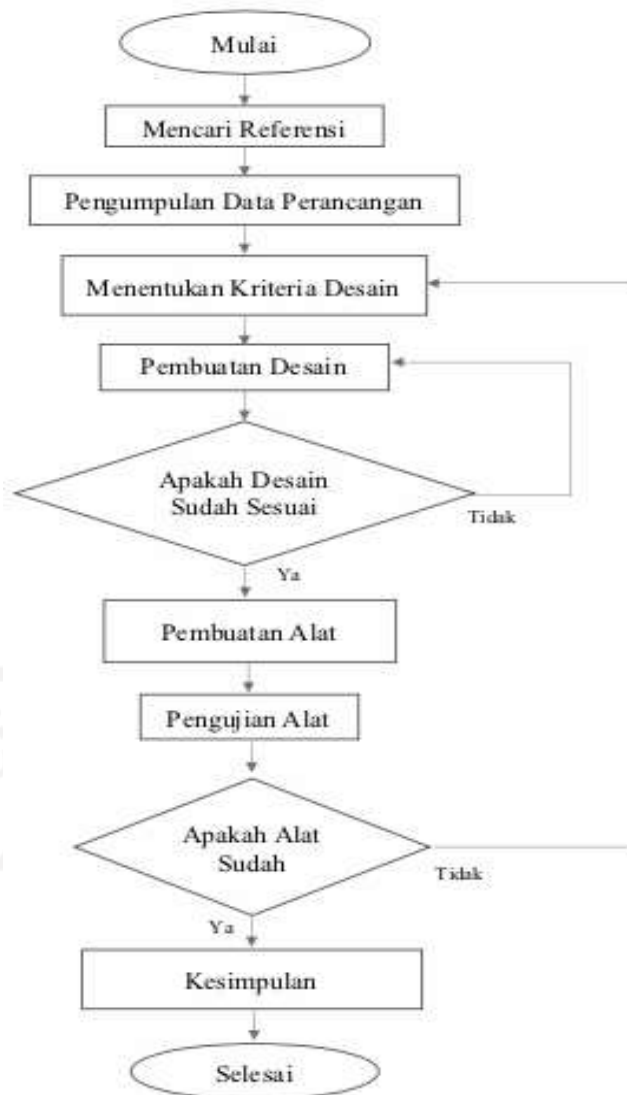 Mulai
Mencari Referensi
Pengumpulan Data Perancangan
Menentukan Kriteria Desain
Pembuatan Desain
Apakah Desain
Sudah Sesuai
Tidak
Ya
Pembuatan Alat
Pengujian Alat
Apakah Alat
Sudah
Tidak
Ya
Kesimpulan
Selesai